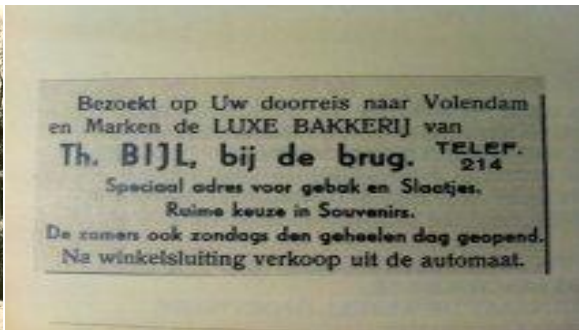 Bezoekt op Uw doorreis naar Volendam
en Marken de LUXE BAKKERIJ van
Th. BIJL, bij de brug. TELEF. 214
Speciaal adres voor gebak en Slaatjes.
Ruime keuze in Souvenirs.
De zomers ook zondags den geheelen dag geopend.
Na winkelsluiting verkoop uit de automaat.